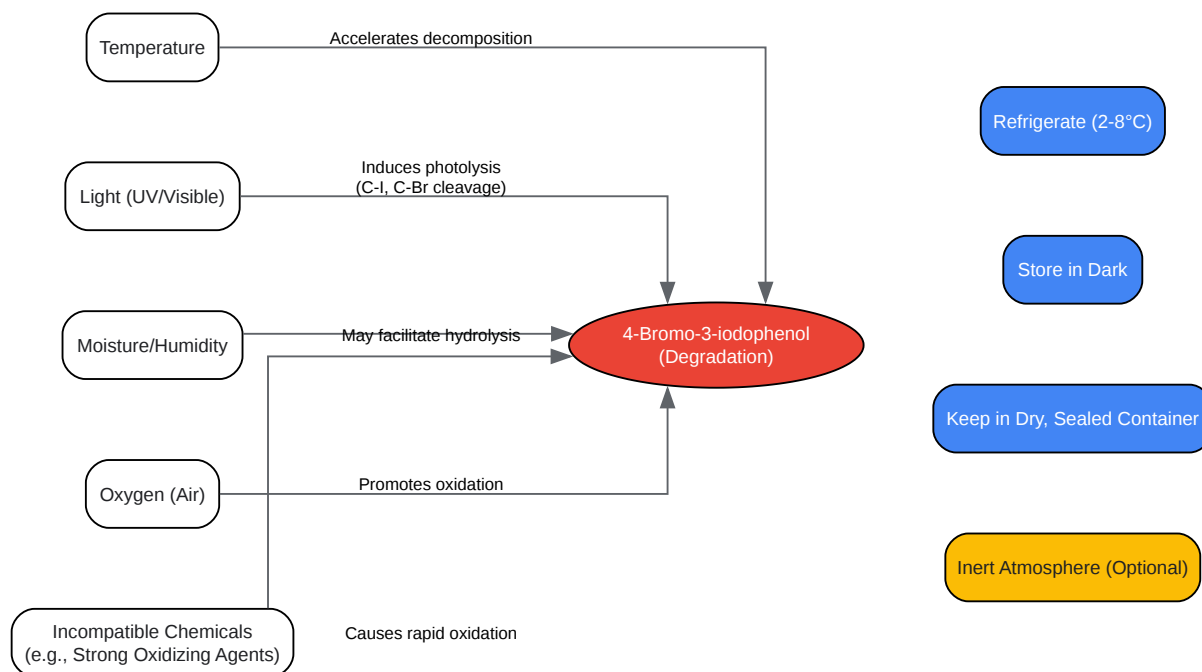 Temperature
Accelerates decomposition
Refrigerate (2-8°C)
Light (UV/Visible)
Induces photolysis
(C-I, C-Br cleavage)
Store in Dark
Moisture/Humidity
May facilitate hydrolysis
4-Bromo-3-iodophenol
(Degradation)
Keep in Dry, Sealed Container
Oxygen (Air)
Promotes oxidation
Inert Atmosphere (Optional)
Incompatible Chemicals
(e.g., Strong Oxidizing Agents)
Causes rapid oxidation